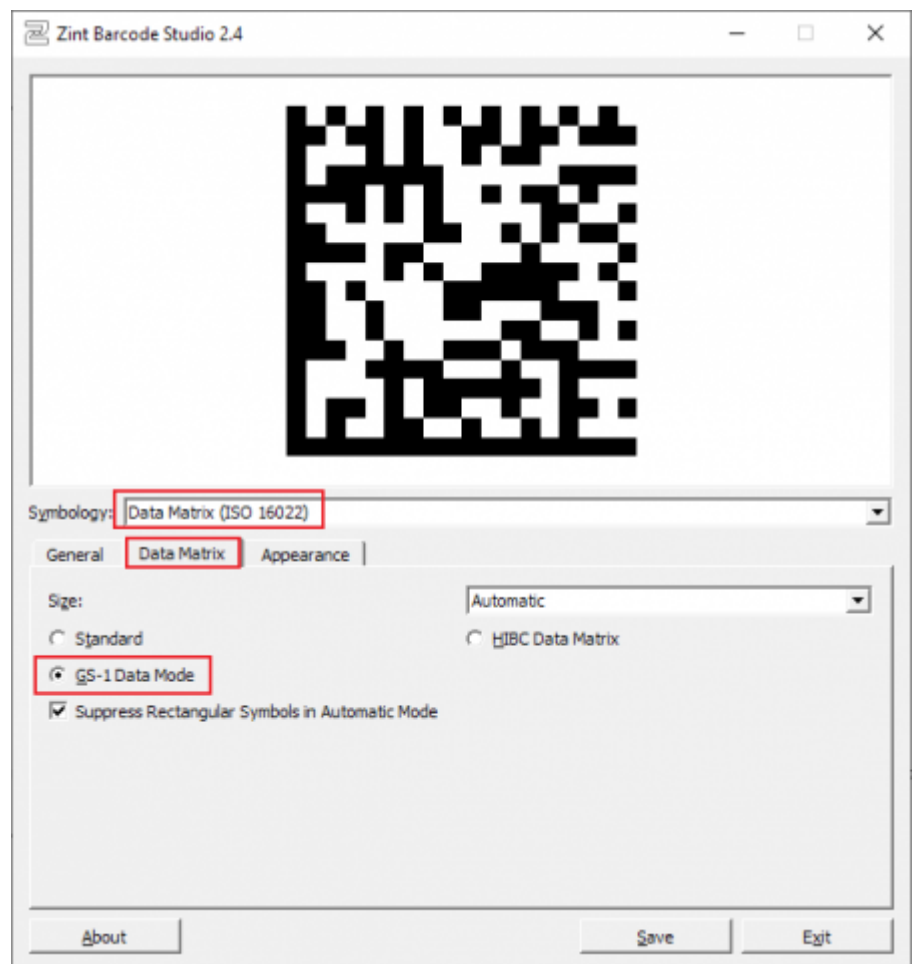 Zint Barcode Studio 2.4
Symbology: Data Matrix (ISO 16022)
General Data Matrix Appearance
Size: Automatic
Standard HIBC Data Matrix
GS-1 Data Mode
Suppress Rectangular Symbols in Automatic Mode
About Save Exit